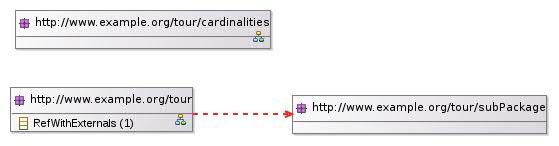 http://www.example.org/tour/cardinalities
http://www.example.org/tour
RefWithExternals (1)
http://www.example.org/tour/subPackage